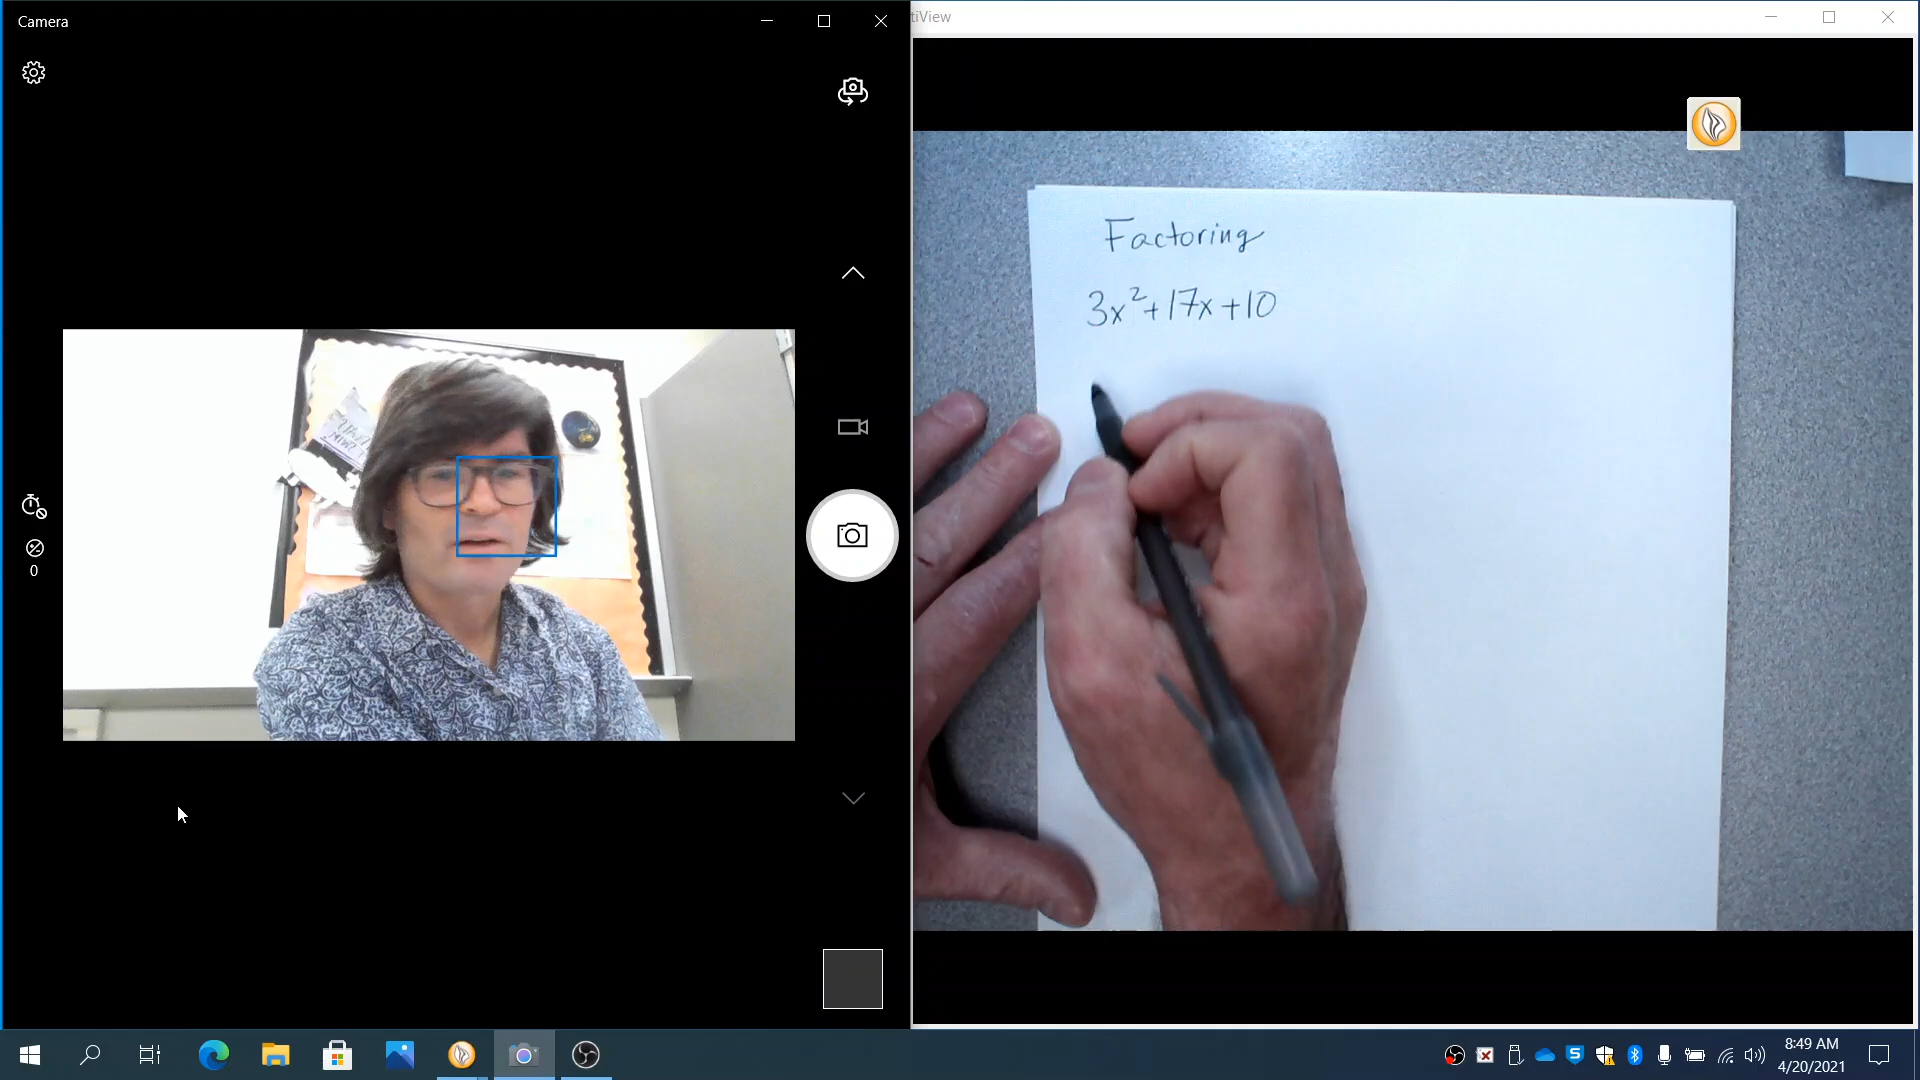 Camera
tiView
0
Factoring
3x²+17x+10
8:49 AM
4/20/2021